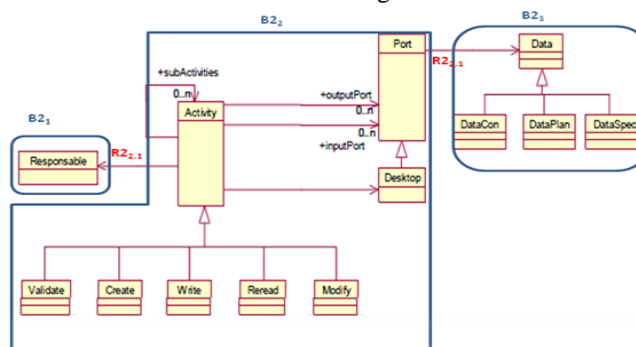 B2₂
B2₃
Port
R2₂,₃
Data
+subActivities
0..n
+outputPort
0..n
Activity
0..n
+inputPort
DataCon
DataPlan
DataSpec
B2₁
R2₂,₁
Responsable
Desktop
Validate
Create
Write
Reread
Modify